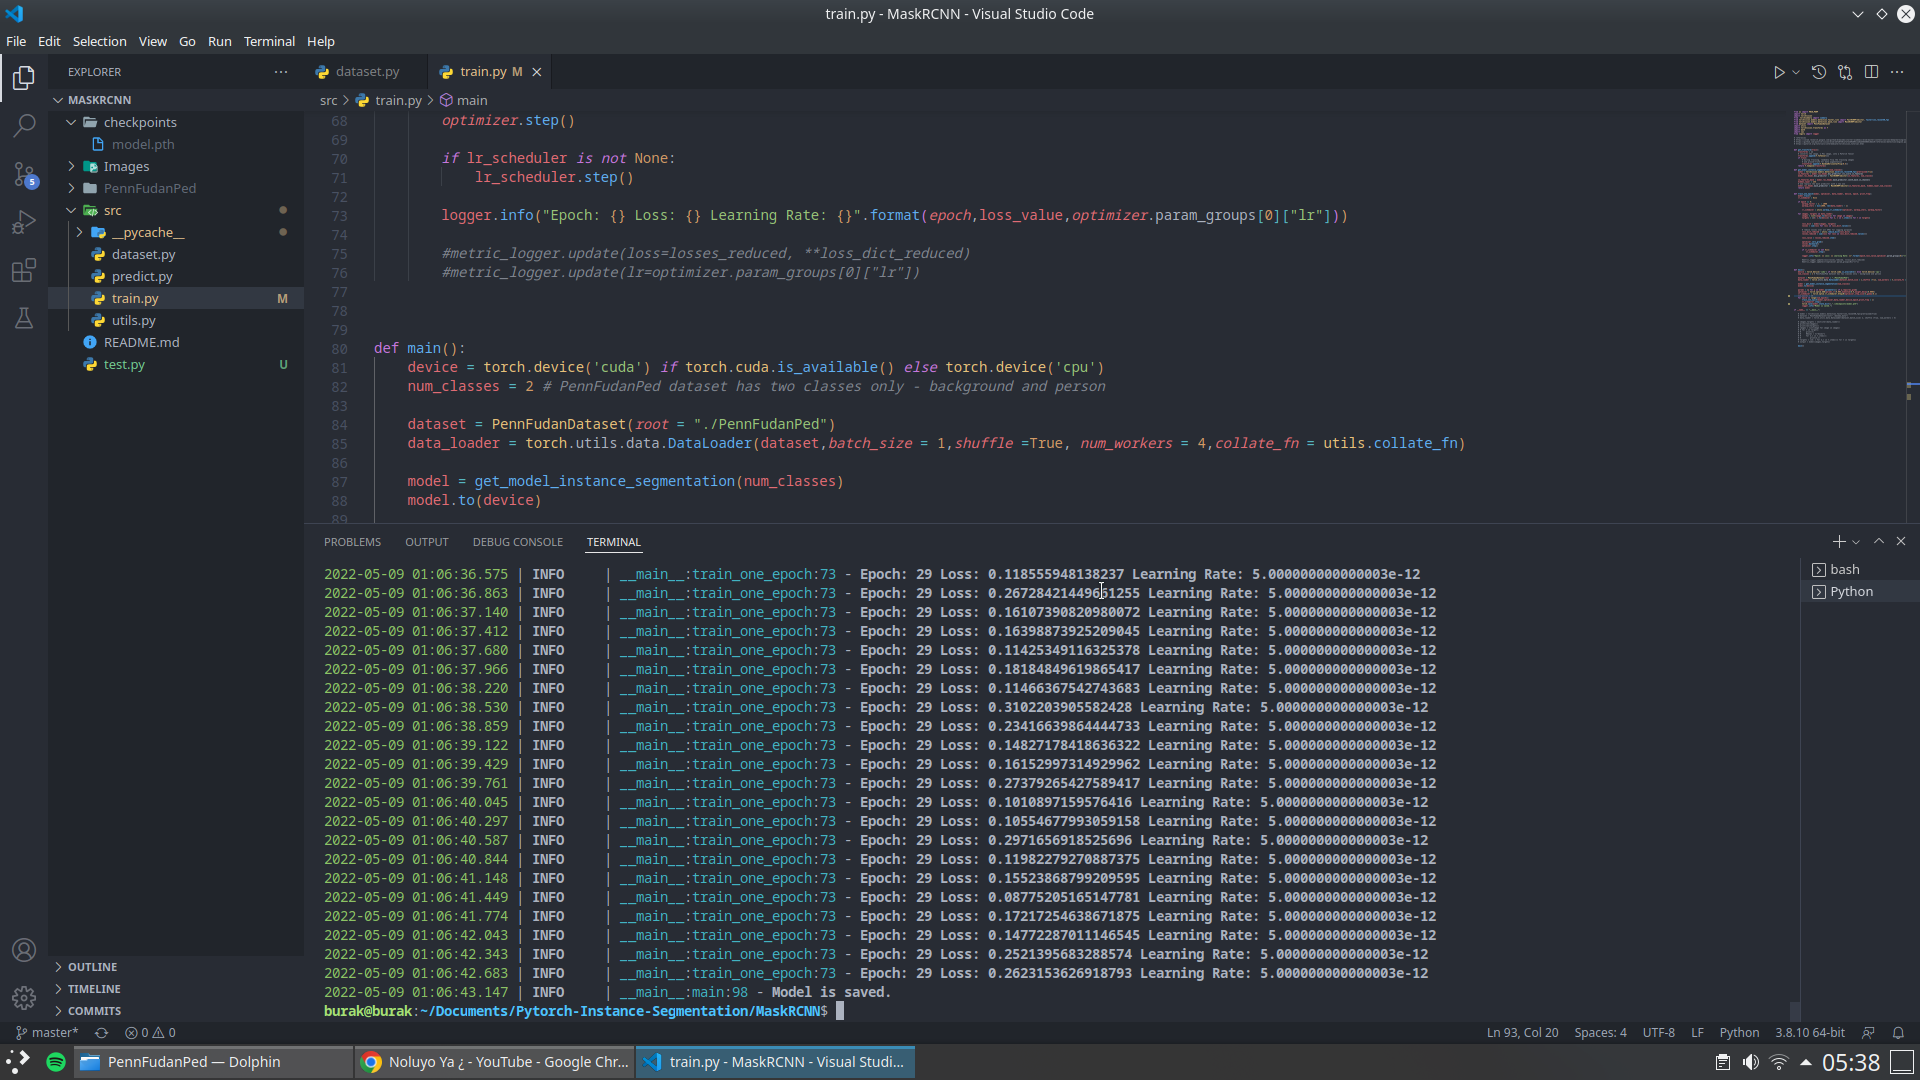 train.py - MaskRCNN - Visual Studio Code
File Edit Selection View Go Run Terminal Help
EXPLORER
MASKRCNN
checkpoints
model.pth
Images
PennFudanPed
src
__pycache__
dataset.py
predict.py
train.py M
utils.py
README.md
test.py U
OUTLINE
TIMELINE
COMMITS
5
dataset.py train.py M
src > train.py > main
68 optimizer.step()
69
70 if lr_scheduler is not None:
71 lr_scheduler.step()
72
73 logger.info("Epoch: {} Loss: {} Learning Rate: {}".format(epoch,loss_value,optimizer.param_groups[0]["lr"]))
74
75 #metric_logger.update(loss=losses_reduced, **loss_dict_reduced)
76 #metric_logger.update(lr=optimizer.param_groups[0]["lr"])
77
78
79
80 def main():
81 device = torch.device('cuda') if torch.cuda.is_available() else torch.device('cpu')
82 num_classes = 2 # PennFudanPed dataset has two classes only - background and person
83
84 dataset = PennFudanDataset(root = "./PennFudanPed")
85 data_loader = torch.utils.data.DataLoader(dataset,batch_size = 1,shuffle =True, num_workers = 4,collate_fn = utils.collate_fn)
86
87 model = get_model_instance_segmentation(num_classes)
88 model.to(device)
89
PROBLEMS OUTPUT DEBUG CONSOLE TERMINAL
bash
Python
2022-05-09 01:06:36.575 | INFO | __main__:train_one_epoch:73 - Epoch: 29 Loss: 0.118555948138237 Learning Rate: 5.000000000000003e-12
2022-05-09 01:06:36.863 | INFO | __main__:train_one_epoch:73 - Epoch: 29 Loss: 0.26728421449651255 Learning Rate: 5.000000000000003e-12
2022-05-09 01:06:37.140 | INFO | __main__:train_one_epoch:73 - Epoch: 29 Loss: 0.16107390820980072 Learning Rate: 5.000000000000003e-12
2022-05-09 01:06:37.412 | INFO | __main__:train_one_epoch:73 - Epoch: 29 Loss: 0.16398873925209045 Learning Rate: 5.000000000000003e-12
2022-05-09 01:06:37.680 | INFO | __main__:train_one_epoch:73 - Epoch: 29 Loss: 0.11425349116325378 Learning Rate: 5.000000000000003e-12
2022-05-09 01:06:37.966 | INFO | __main__:train_one_epoch:73 - Epoch: 29 Loss: 0.18184849619865417 Learning Rate: 5.000000000000003e-12
2022-05-09 01:06:38.220 | INFO | __main__:train_one_epoch:73 - Epoch: 29 Loss: 0.11466367542743683 Learning Rate: 5.000000000000003e-12
2022-05-09 01:06:38.530 | INFO | __main__:train_one_epoch:73 - Epoch: 29 Loss: 0.3102203905582428 Learning Rate: 5.000000000000003e-12
2022-05-09 01:06:38.859 | INFO | __main__:train_one_epoch:73 - Epoch: 29 Loss: 0.23416639864444733 Learning Rate: 5.000000000000003e-12
2022-05-09 01:06:39.122 | INFO | __main__:train_one_epoch:73 - Epoch: 29 Loss: 0.14827178418636322 Learning Rate: 5.000000000000003e-12
2022-05-09 01:06:39.429 | INFO | __main__:train_one_epoch:73 - Epoch: 29 Loss: 0.16152997314929962 Learning Rate: 5.000000000000003e-12
2022-05-09 01:06:39.761 | INFO | __main__:train_one_epoch:73 - Epoch: 29 Loss: 0.27379265427589417 Learning Rate: 5.000000000000003e-12
2022-05-09 01:06:40.045 | INFO | __main__:train_one_epoch:73 - Epoch: 29 Loss: 0.1010897159576416 Learning Rate: 5.000000000000003e-12
2022-05-09 01:06:40.297 | INFO | __main__:train_one_epoch:73 - Epoch: 29 Loss: 0.10554677993059158 Learning Rate: 5.000000000000003e-12
2022-05-09 01:06:40.587 | INFO | __main__:train_one_epoch:73 - Epoch: 29 Loss: 0.2971656918525696 Learning Rate: 5.000000000000003e-12
2022-05-09 01:06:40.844 | INFO | __main__:train_one_epoch:73 - Epoch: 29 Loss: 0.11982279270887375 Learning Rate: 5.000000000000003e-12
2022-05-09 01:06:41.148 | INFO | __main__:train_one_epoch:73 - Epoch: 29 Loss: 0.15523868799209595 Learning Rate: 5.000000000000003e-12
2022-05-09 01:06:41.449 | INFO | __main__:train_one_epoch:73 - Epoch: 29 Loss: 0.08775205165147781 Learning Rate: 5.000000000000003e-12
2022-05-09 01:06:41.774 | INFO | __main__:train_one_epoch:73 - Epoch: 29 Loss: 0.17217254638671875 Learning Rate: 5.000000000000003e-12
2022-05-09 01:06:42.043 | INFO | __main__:train_one_epoch:73 - Epoch: 29 Loss: 0.14772287011146545 Learning Rate: 5.000000000000003e-12
2022-05-09 01:06:42.343 | INFO | __main__:train_one_epoch:73 - Epoch: 29 Loss: 0.2521395683288574 Learning Rate: 5.000000000000003e-12
2022-05-09 01:06:42.683 | INFO | __main__:train_one_epoch:73 - Epoch: 29 Loss: 0.2623153626918793 Learning Rate: 5.000000000000003e-12
2022-05-09 01:06:43.147 | INFO | __main__:main:98 - Model is saved.
burak@burak:~/Documents/Pytorch-Instance-Segmentation/MaskRCNN$
master* 0 0 Ln 93, Col 20 Spaces: 4 UTF-8 LF Python 3.8.10 64-bit
PennFudanPed — Dolphin Noluyo Ya ¿ - YouTube - Google Chr... train.py - MaskRCNN - Visual Studi... 05:38